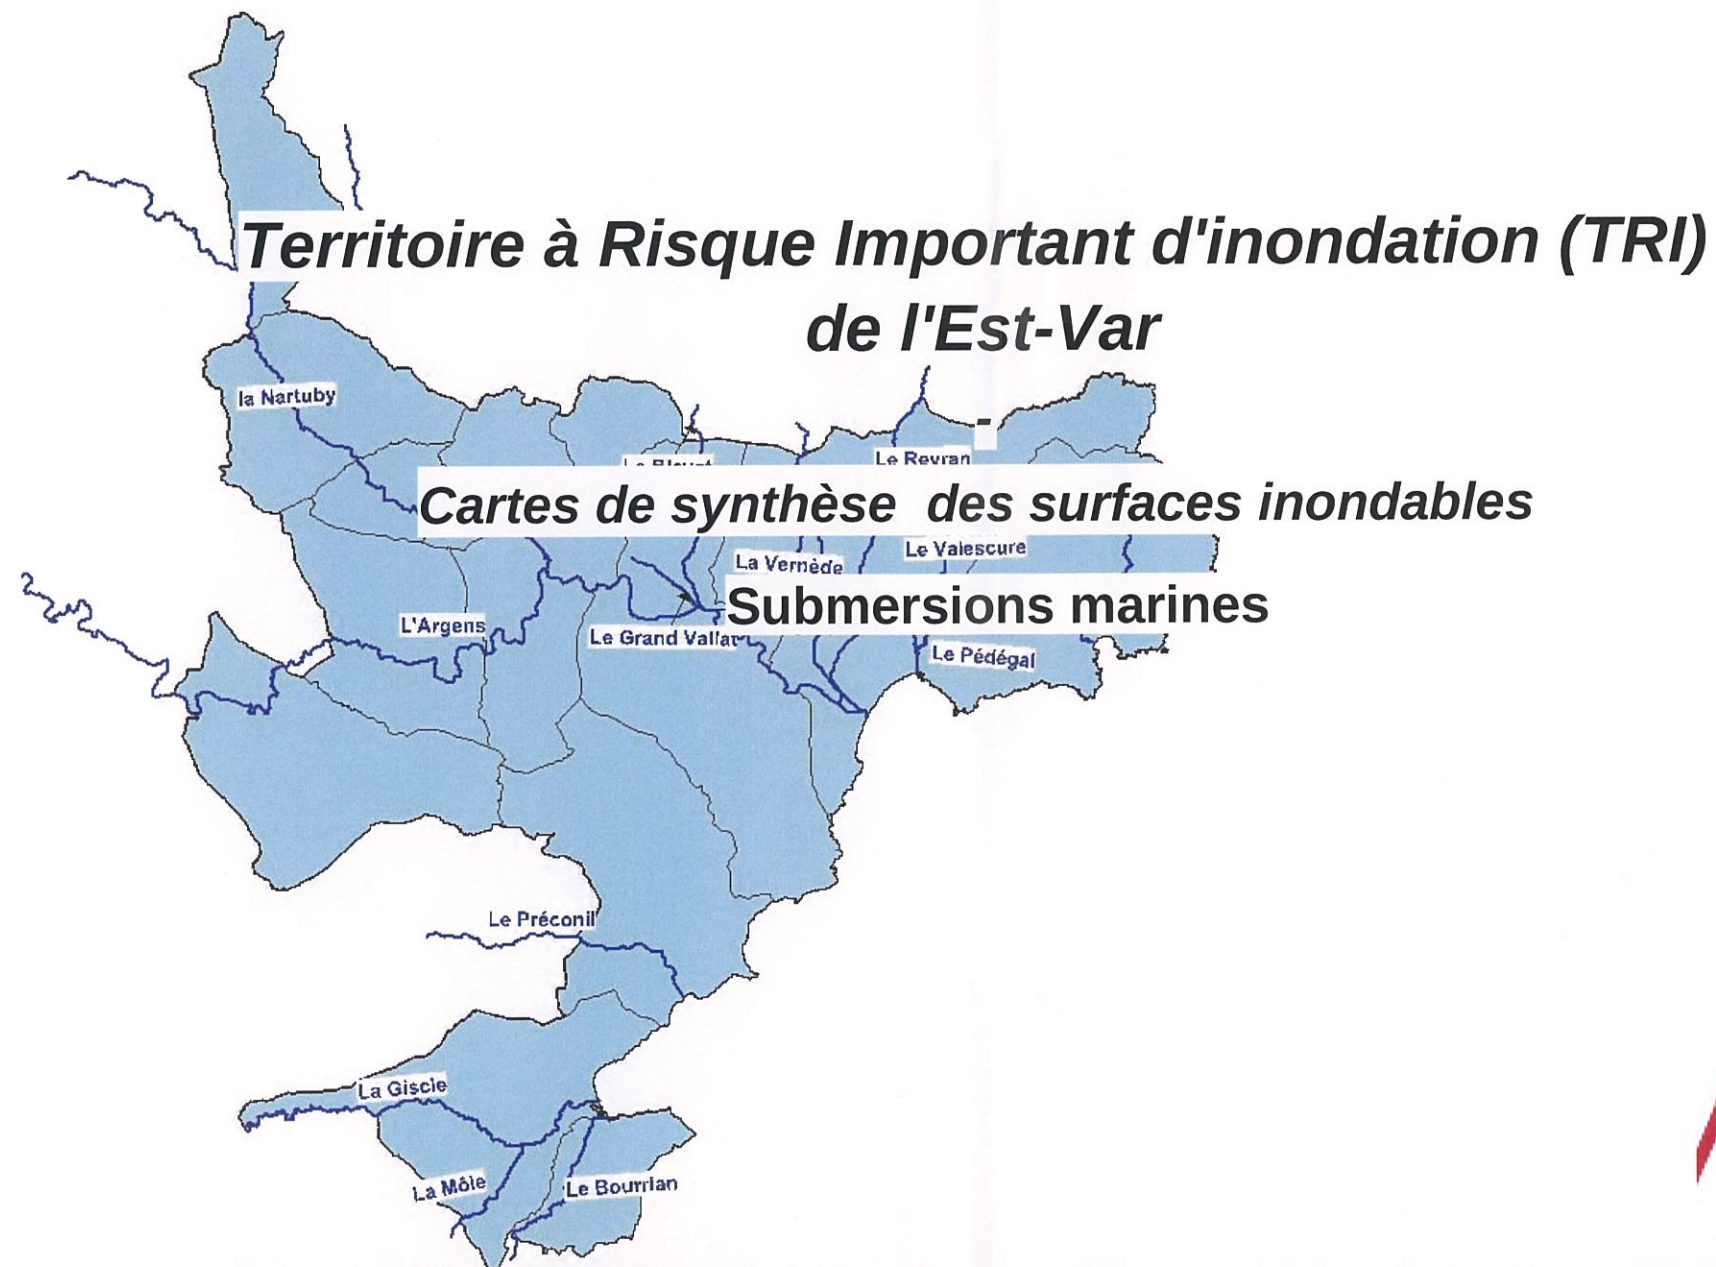 Territoire à Risque Important d'inondation (TRI)
de l'Est-Var
-
la Nartuby
Le Reyran
Cartes de synthèse des surfaces inondables
La Vernède
Le Valescure
Submersions marines
L'Argens
Le Grand Vallat
Le Pédégal
Le Préconil
La Giscle
La Môle
Le Bourrian